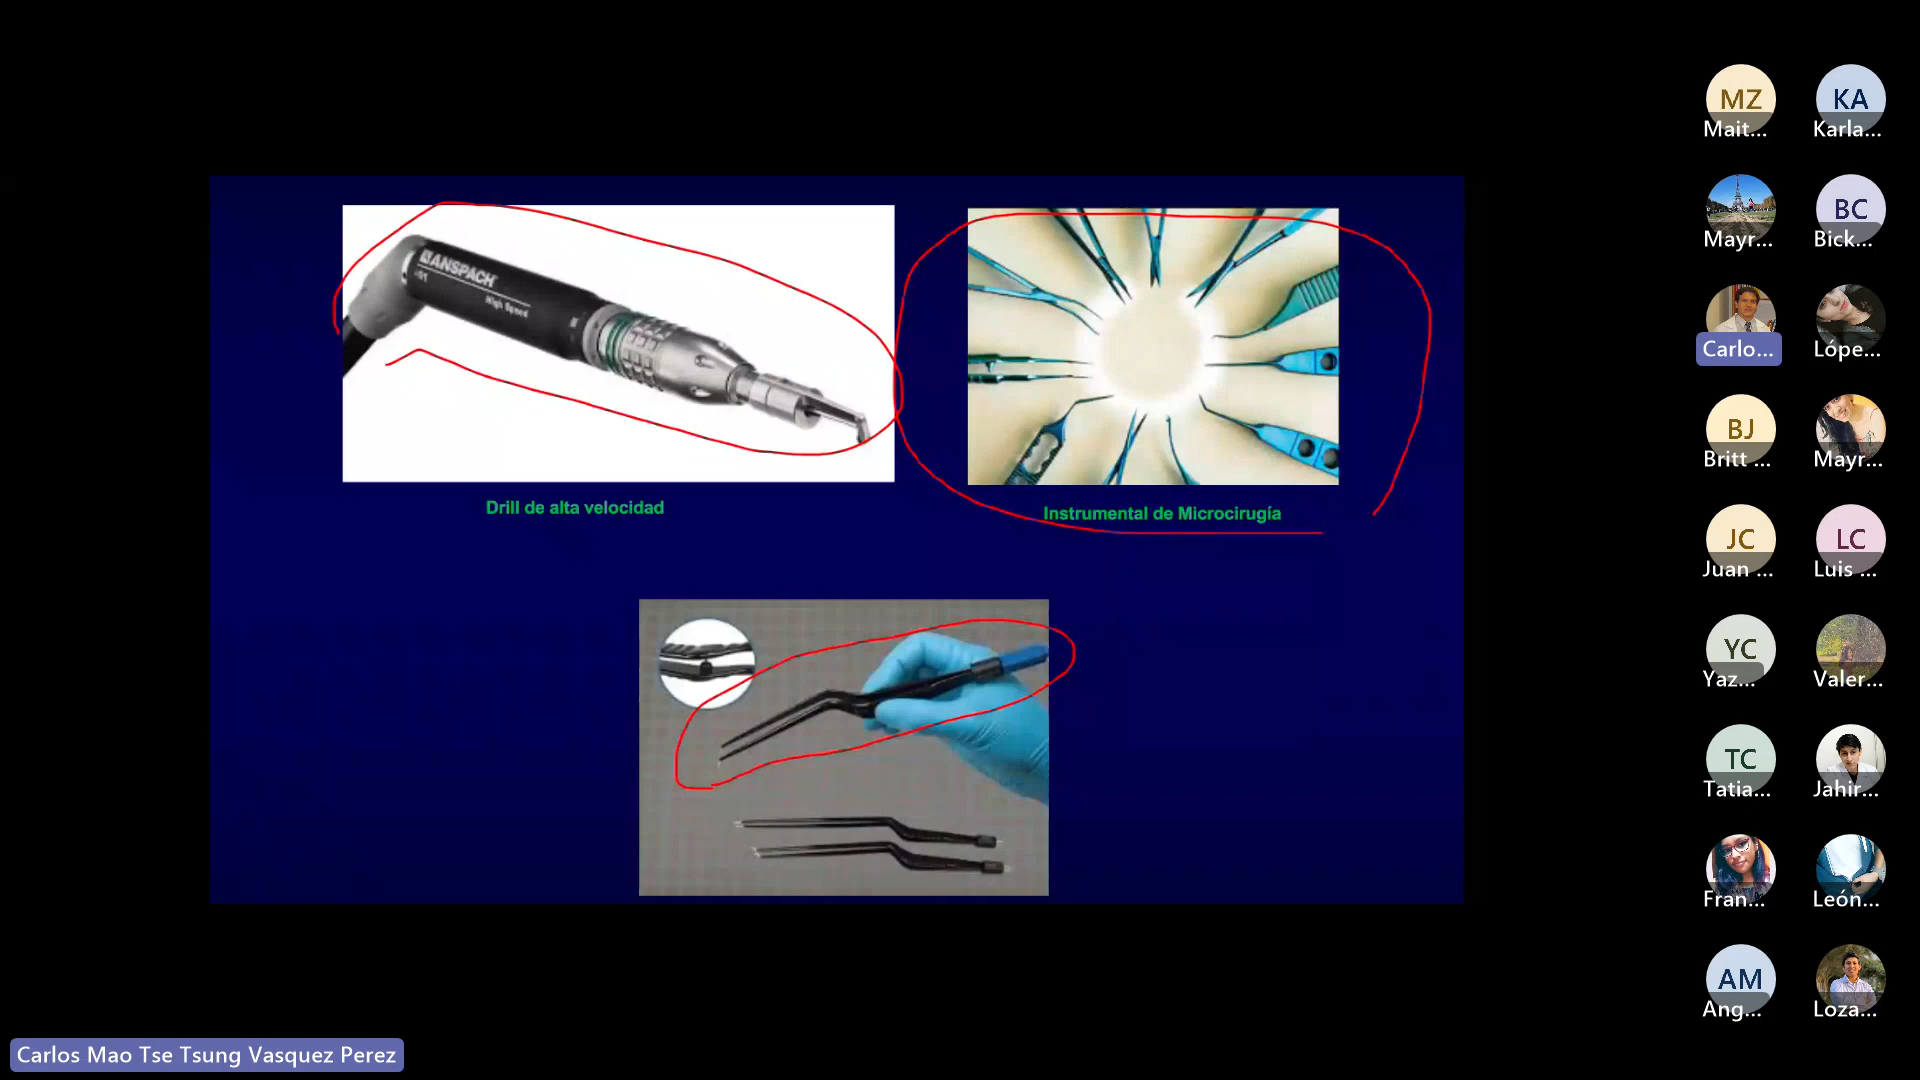 ANSPACH
High Speed
Drill de alta velocidad
Instrumental de Microcirugía
MZ
Mait...
KA
Karla...
Mayr...
BC
Bick...
Carlo...
Lópe...
BJ
Britt ...
Mayr...
JC
Juan ...
LC
Luis ...
YC
Yaz...
Valer...
TC
Tatia...
Jahir...
Fran...
León...
AM
Ang...
Loza...
Carlos Mao Tse Tsung Vasquez Perez